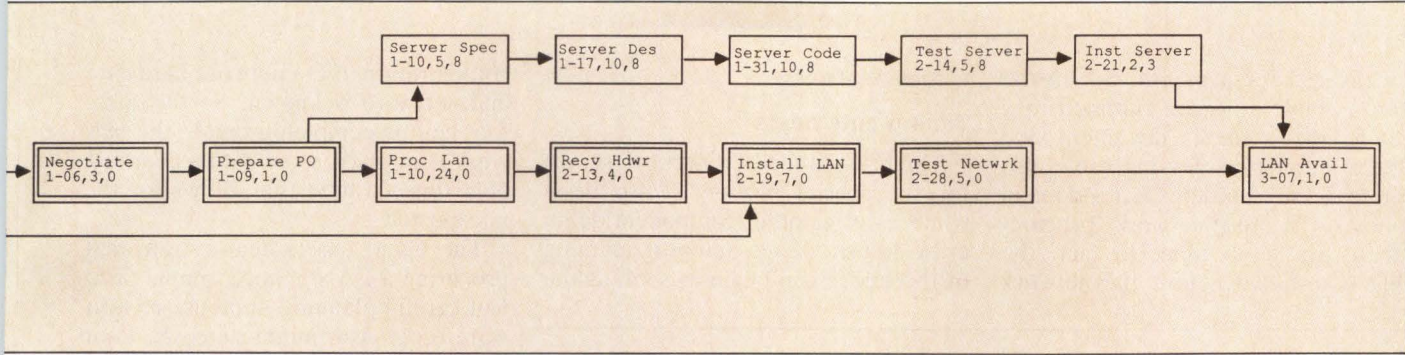 Server Spec
1-10,5,8
Server Des
1-17,10,8
Server Code
1-31,10,8
Test Server
2-14,5,8
Inst Server
2-21,2,3
Negotiate
1-06,3,0
Prepare PO
1-09,1,0
Proc Lan
1-10,24,0
Recv Hdwr
2-13,4,0
Install LAN
2-19,7,0
Test Netwrk
2-28,5,0
LAN Avail
3-07,1,0